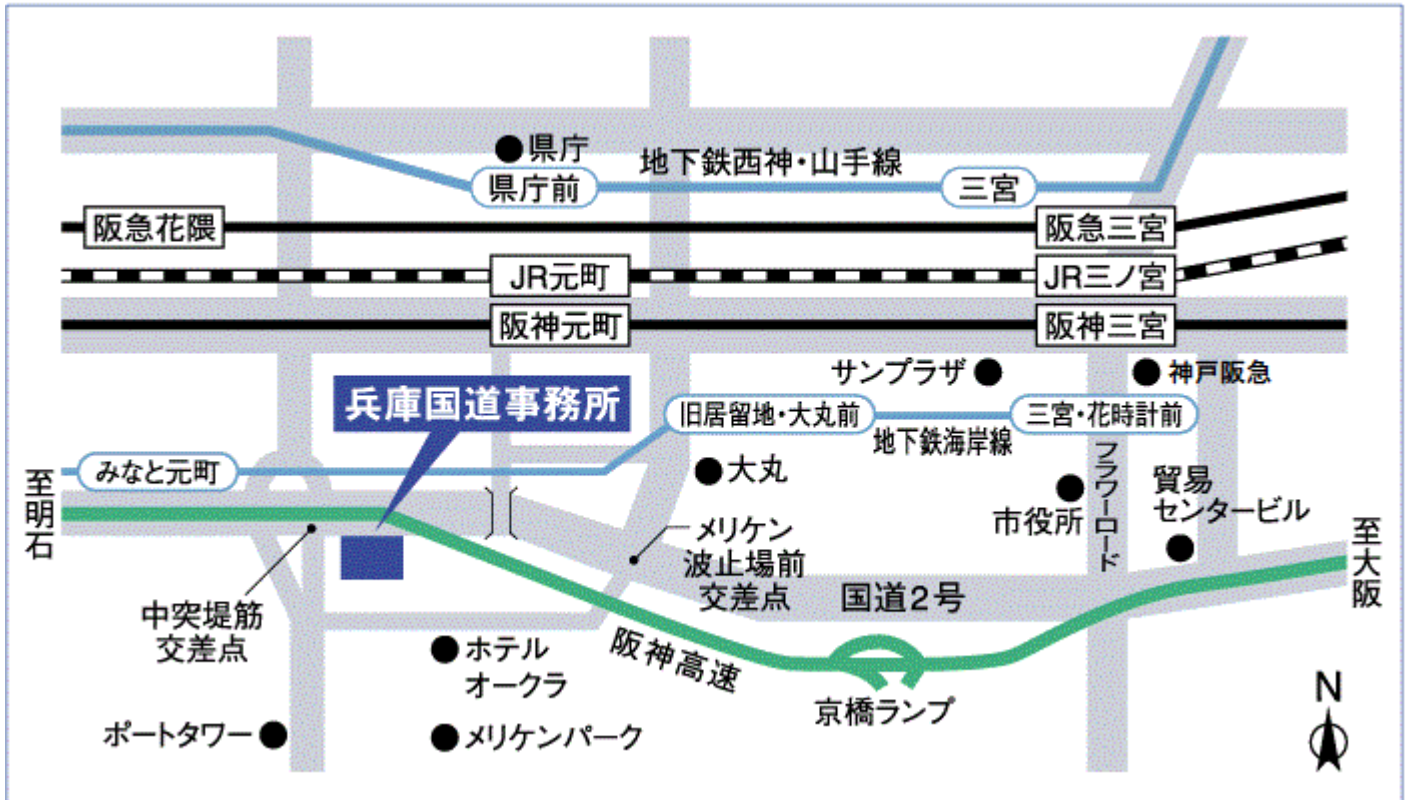 県庁
県庁前
地下鉄西神・山手線
三宮
阪急花隈
阪急三宮
JR元町
JR三ノ宮
阪神元町
阪神三宮
サンプラザ
神戸阪急
兵庫国道事務所
旧居留地・大丸前
地下鉄海岸線
三宮・花時計前
みなと元町
大丸
フラワーロード
至明石
市役所
貿易
センタービル
メリケン
波止場前
交差点
国道2号
至大阪
中突堤筋
交差点
ホテル
オークラ
阪神高速
京橋ランプ
ポートタワー
メリケンパーク
N